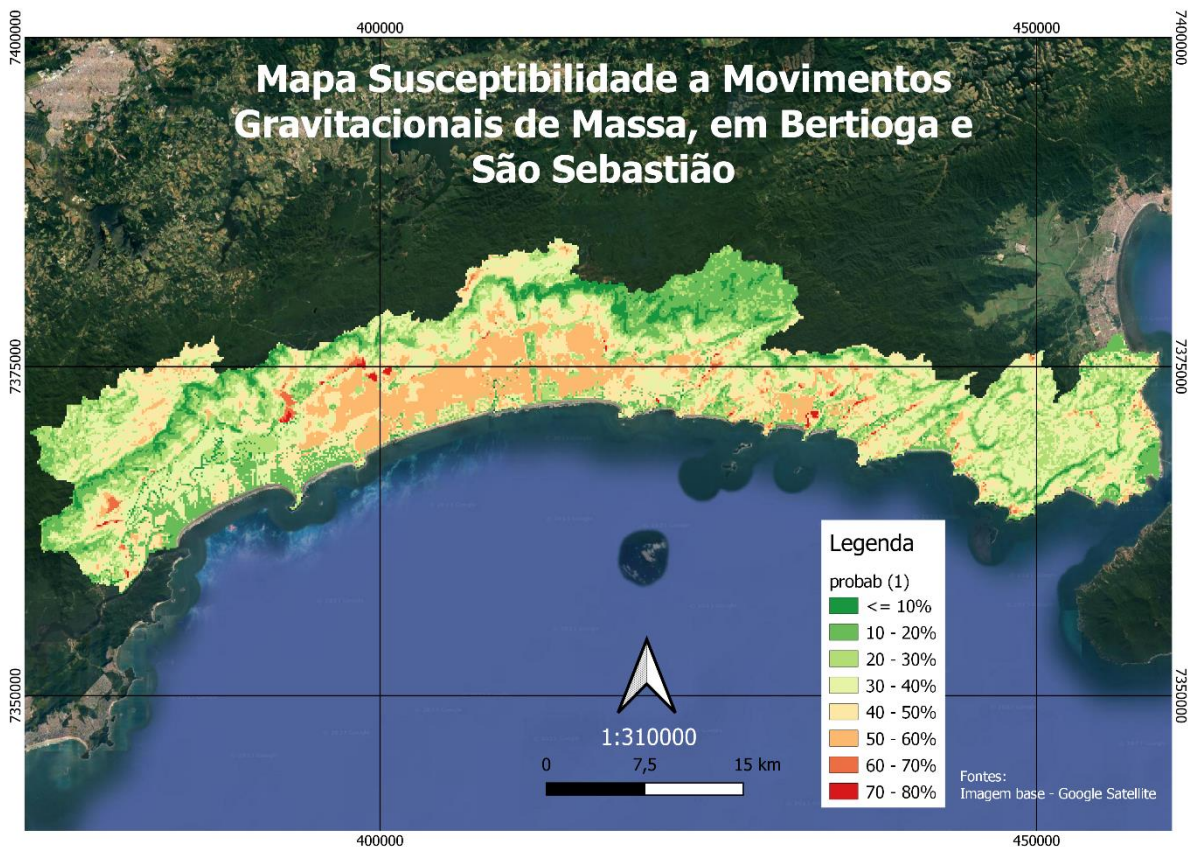 400000
450000
7400000
7400000
Mapa Susceptibilidade a Movimentos
Gravitacionais de Massa, em Bertioga e
São Sebastião
7375000
7375000
Legenda
probab (1)
<= 10%
10 - 20%
20 - 30%
30 - 40%
40 - 50%
50 - 60%
60 - 70%
70 - 80%
7350000
7350000
1:310000
0 7,5 15 km
Fontes:
Imagem base - Google Satellite
400000
450000